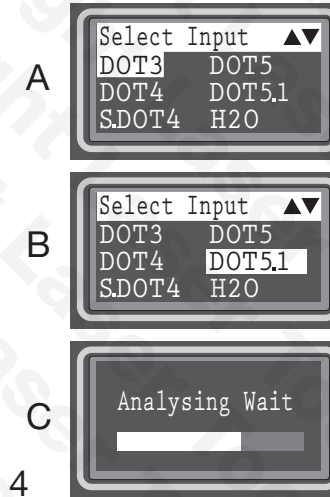 A
Select Input ▲▼
DOT3 DOT5
DOT4 DOT5.1
S.DOT4 H2O
B
Select Input ▲▼
DOT3 DOT5
DOT4 DOT5.1
S.DOT4 H2O
C
Analysing Wait
4